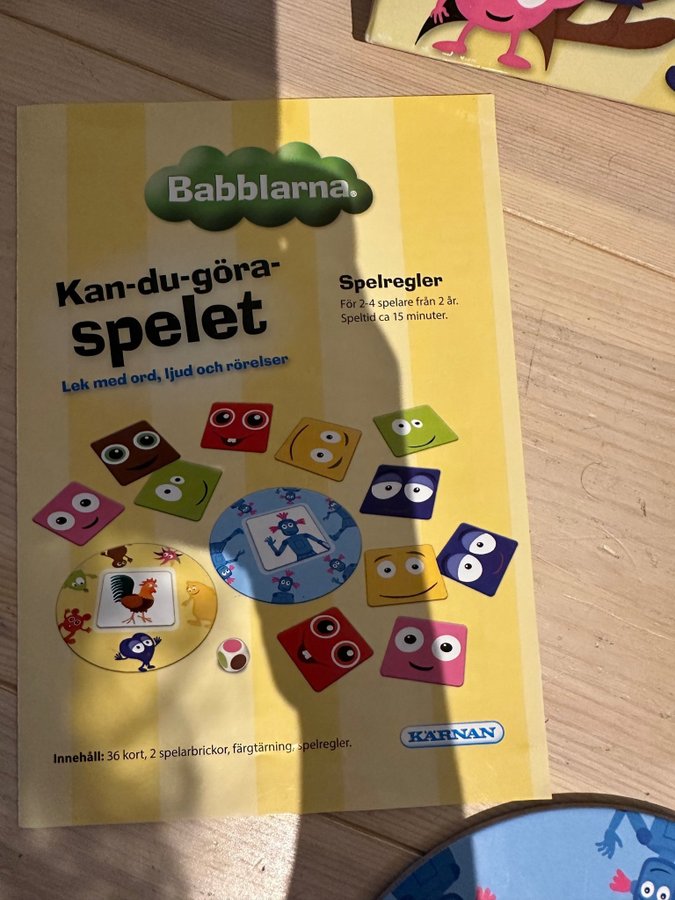 Babblarna®
Kan-du-göra-
spelet
Lek med ord, ljud och rörelser
Spelregler
För 2-4 spelare från 2 år.
Speltid ca 15 minuter.
Innehåll: 36 kort, 2 spelarbrickor, färgtärning, spelregler.
KÄRNAN